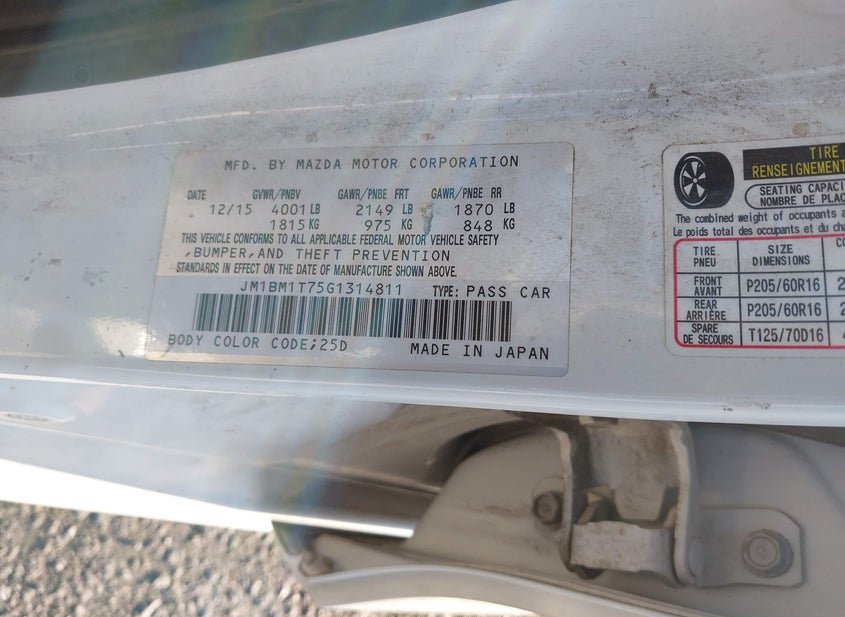 MFD. BY MAZDA MOTOR CORPORATION
DATE GVWR/PNBV GAWR/PNBE FRT GAWR/PNBE RR
12/15 4001 LB 2149 LB 1870 LB
1815 KG 975 KG 848 KG
THIS VEHICLE CONFORMS TO ALL APPLICABLE FEDERAL MOTOR VEHICLE SAFETY
,BUMPER,AND THEFT PREVENTION
STANDARDS IN EFFECT ON THE DATE OF MANUFACTURE SHOWN ABOVE.
JM1BM1T75G1314811 TYPE: PASS CAR
BODY COLOR CODE;25D MADE IN JAPAN
TIRE
RENSEIGNEMENT
SEATING CAPACI
NOMBRE DE PLAC
The combined weight of occupants a
Le poids total des occupants et du cha
TIRE SIZE
PNEU DIMENSIONS
FRONT
AVANT P205/60R16 2
REAR
ARRIÈRE P205/60R16 2
SPARE
DE SECOURS T125/70D16 4